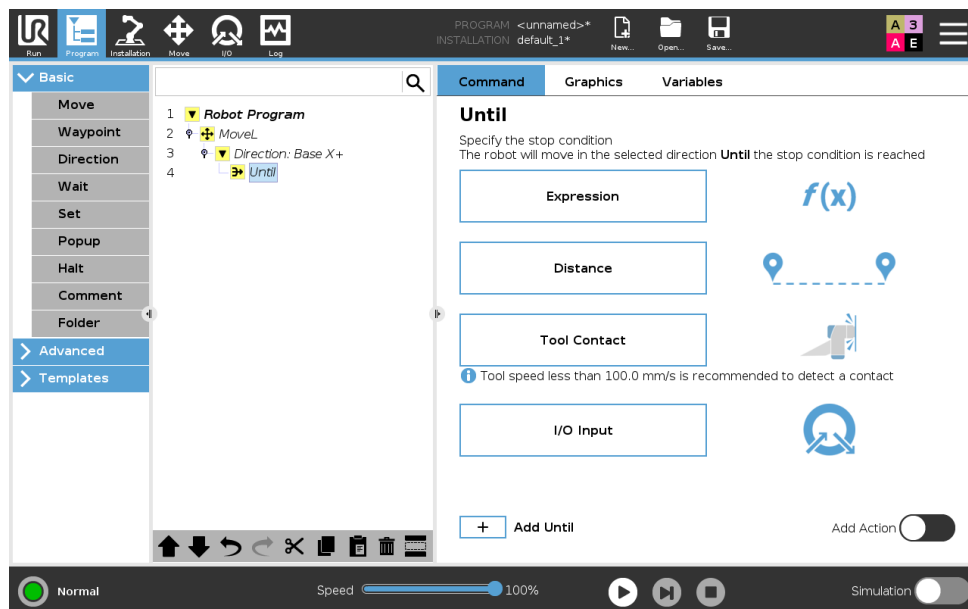 UR
PROGRAM <unnamed>*
INSTALLATION default_1*
A 3
A E
Run Program Installation Move I/O Log New... Open... Save...
Basic
Move
Waypoint
Direction
Wait
Set
Popup
Halt
Comment
Folder
Advanced
Templates
1 Robot Program
2 MoveL
3 Direction: Base X+
4 Until
Command Graphics Variables
Until
Specify the stop condition
The robot will move in the selected direction Until the stop condition is reached
Expression f(x)
Distance
Tool Contact
i Tool speed less than 100.0 mm/s is recommended to detect a contact
I/O Input
+ Add Until Add Action
Normal Speed 100% Simulation